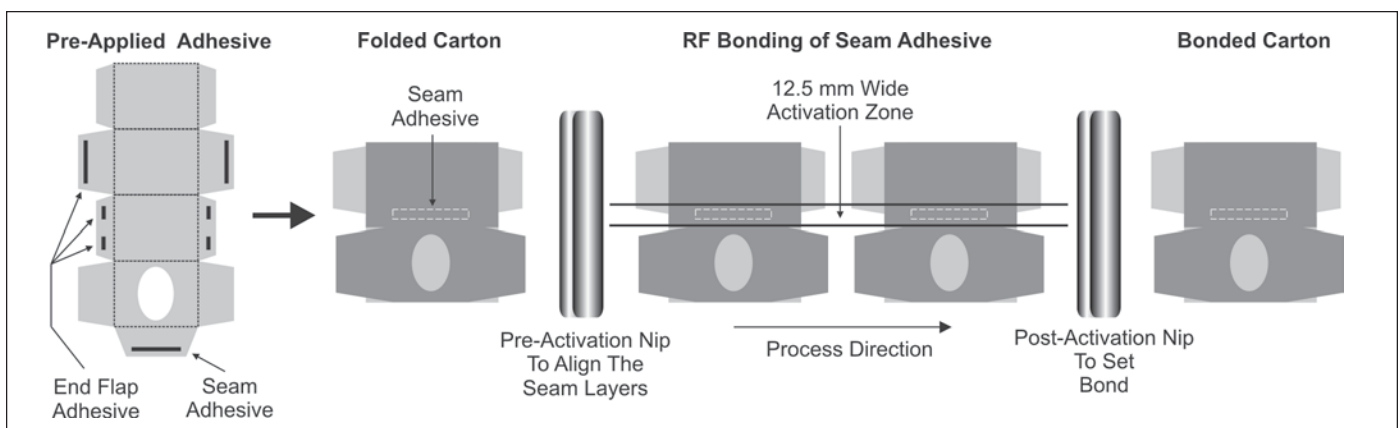 Pre-Applied Adhesive
Folded Carton
RF Bonding of Seam Adhesive
Bonded Carton
Seam
Adhesive
12.5 mm Wide
Activation Zone
End Flap
Adhesive
Seam
Adhesive
Pre-Activation Nip
To Align The
Seam Layers
Process Direction
Post-Activation Nip
To Set
Bond